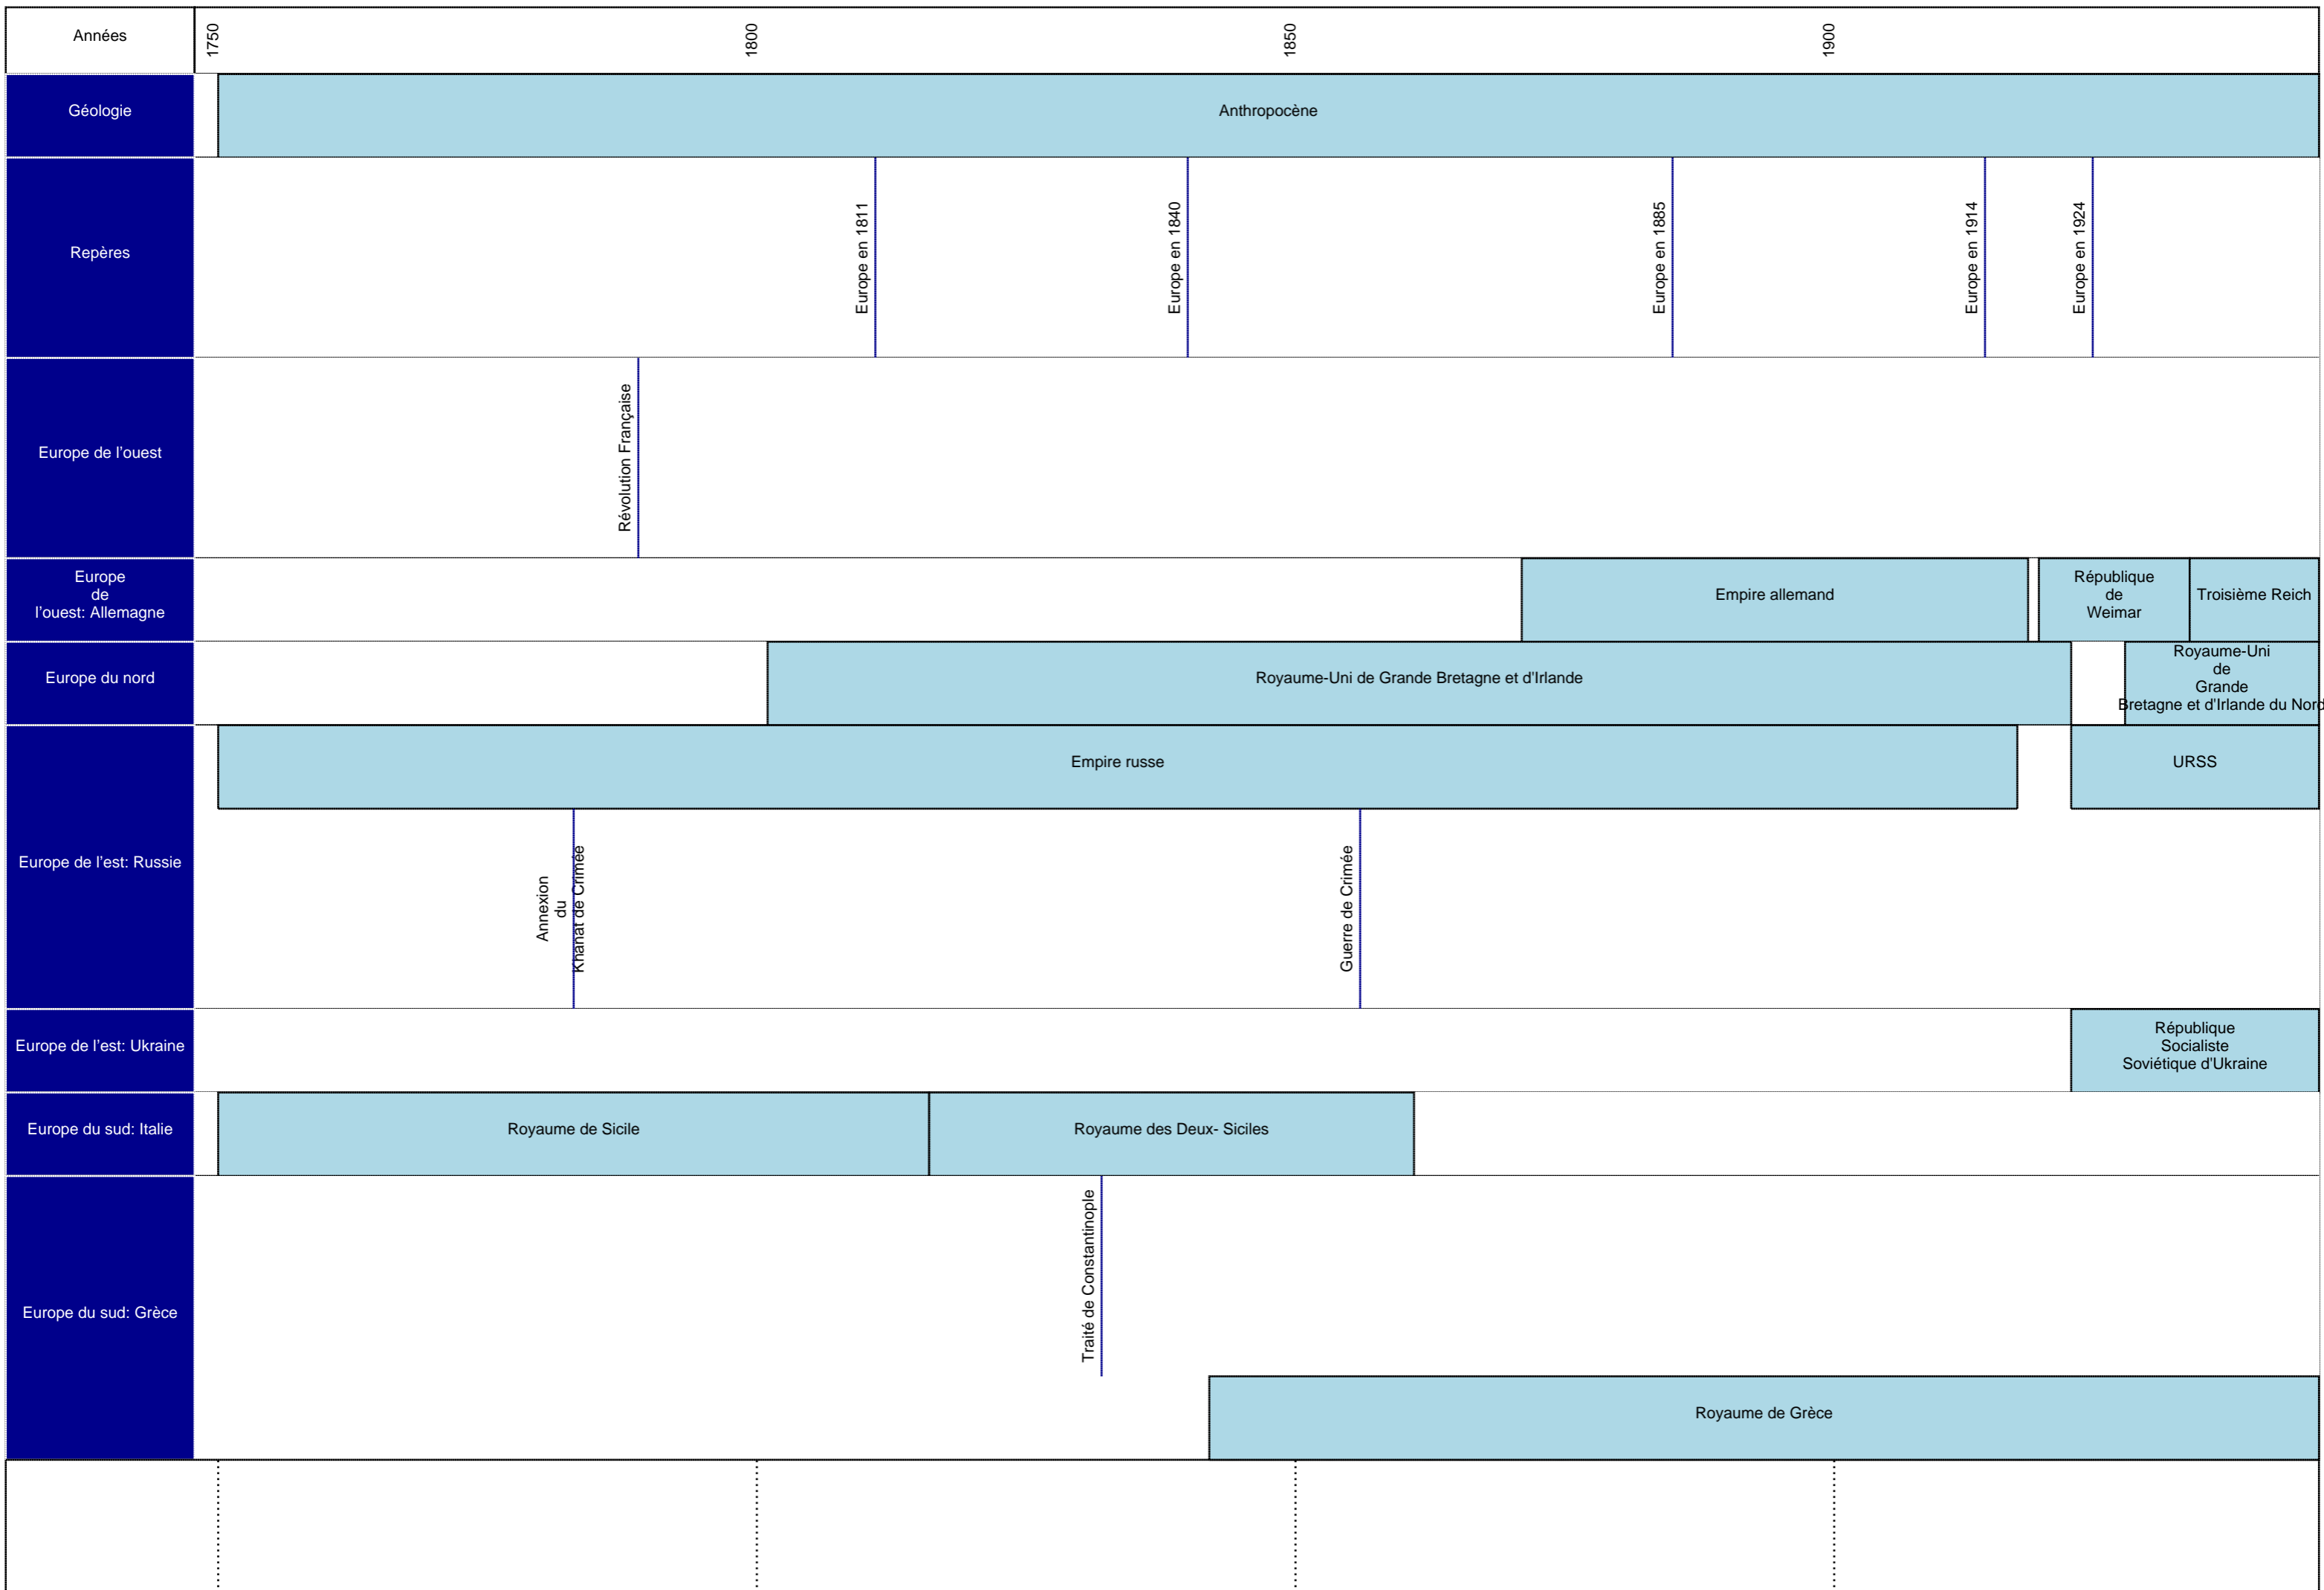 Années
1750
1800
1850
1900
Géologie
Anthropocène
Repères
Europe en 1811
Europe en 1840
Europe en 1885
Europe en 1914
Europe en 1924
Europe de l'ouest
Révolution Française
Europe
de
l'ouest: Allemagne
Empire allemand
République
de
Weimar
Troisième Reich
Europe du nord
Royaume-Uni de Grande Bretagne et d'Irlande
Royaume-Uni
de
Grande
Bretagne et d'Irlande du Nord
Europe de l'est: Russie
Empire russe
URSS
Annexion
du
Khanat de Crimée
Guerre de Crimée
Europe de l'est: Ukraine
République
Socialiste
Soviétique d'Ukraine
Europe du sud: Italie
Royaume de Sicile
Royaume des Deux- Siciles
Europe du sud: Grèce
Traité de Constantinople
Royaume de Grèce